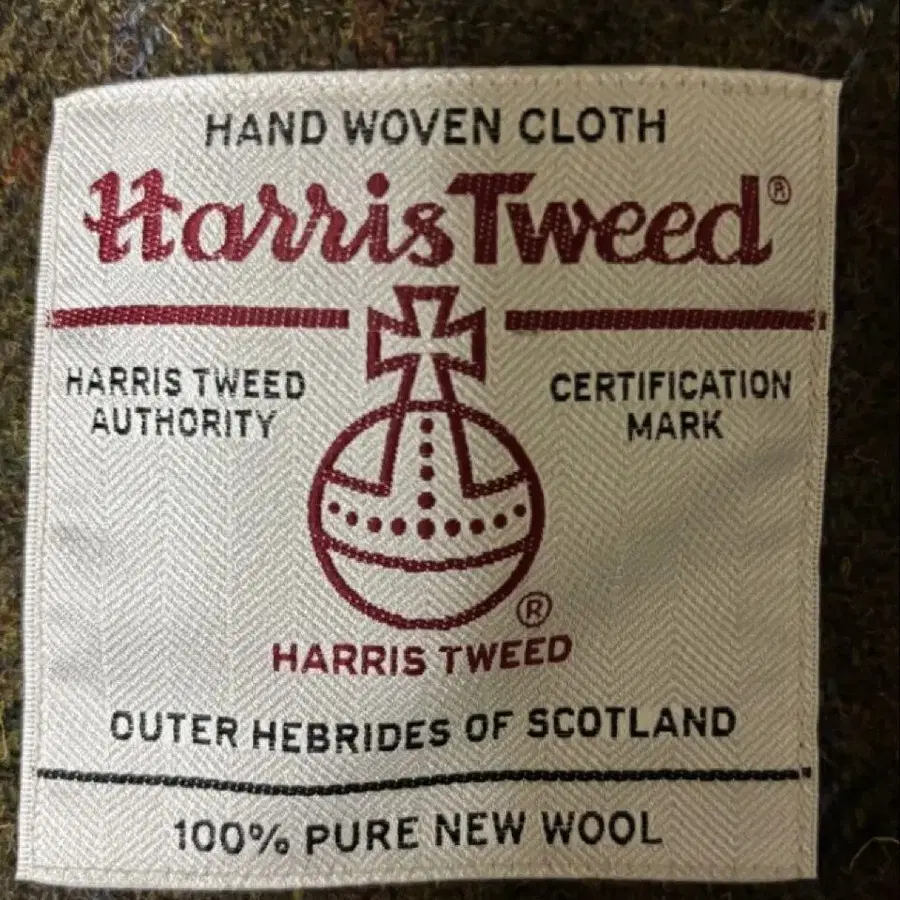 HAND WOVEN CLOTH
Harris Tweed®
HARRIS TWEED
AUTHORITY
CERTIFICATION
MARK
®
HARRIS TWEED
OUTER HEBRIDES OF SCOTLAND
100% PURE NEW WOOL